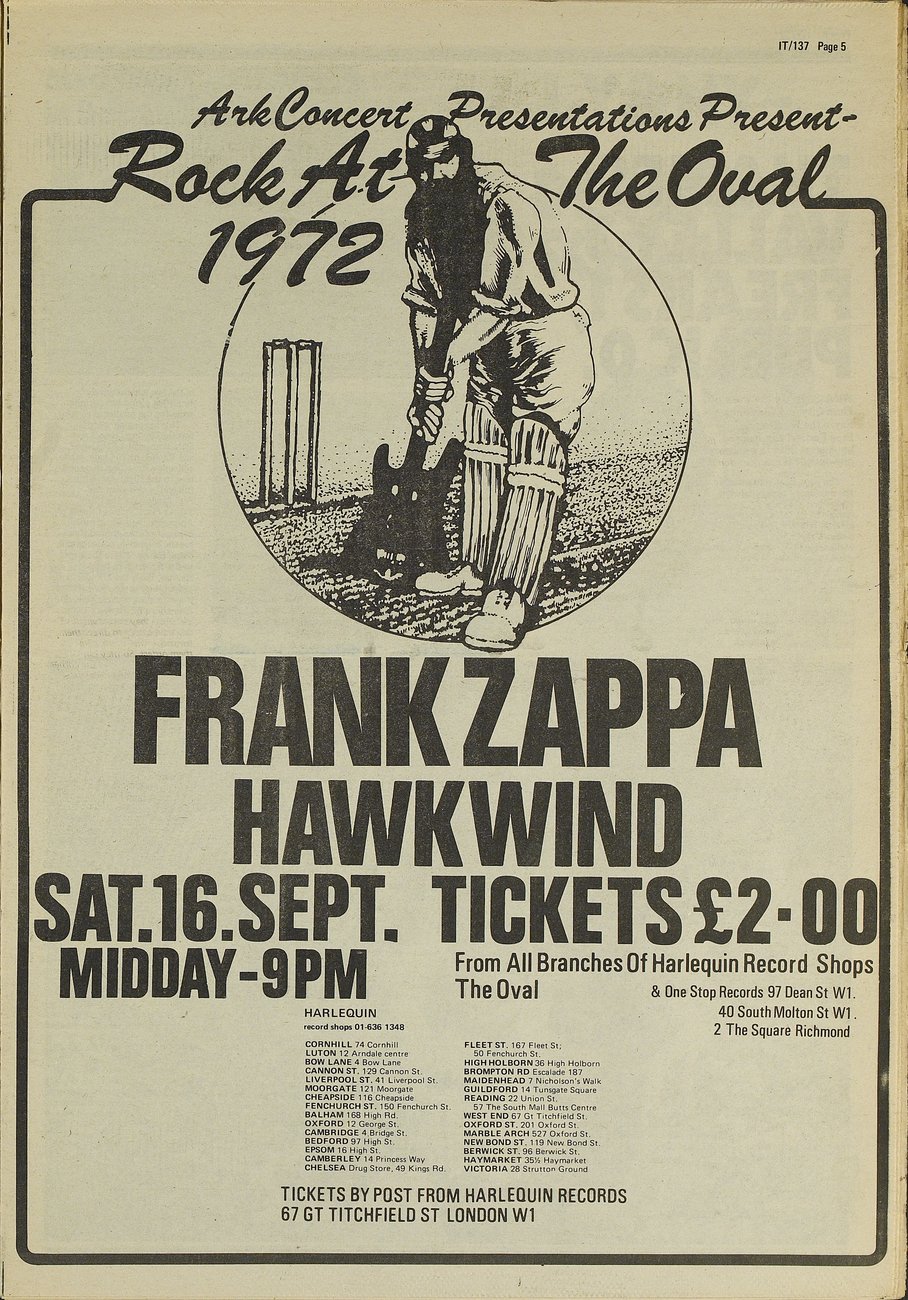 IT/137 Page 5
Ark Concert Presentations Present-
Rock At The Oval
1972
FRANK ZAPPA
HAWKWIND
SAT.16.SEPT. TICKETS £2·00
MIDDAY-9PM
From All Branches Of Harlequin Record Shops
The Oval
& One Stop Records 97 Dean St W1.
40 South Molton St W1.
2 The Square Richmond
HARLEQUIN
record shops 01-636 1348
CORNHILL 74 Cornhill
LUTON 12 Arndale centre
BOW LANE 4 Bow Lane
CANNON ST. 129 Cannon St.
LIVERPOOL ST. 41 Liverpool St.
MOORGATE 121 Moorgate
CHEAPSIDE 116 Cheapside
FENCHURCH ST. 150 Fenchurch St.
BALHAM 168 High Rd.
OXFORD 12 George St.
CAMBRIDGE 4 Bridge St.
BEDFORD 97 High St.
EPSOM 16 High St.
CAMBERLEY 14 Princess Way
CHELSEA Drug Store, 49 Kings Rd.
FLEET ST. 167 Fleet St;
50 Fenchurch St.
HIGH HOLBORN 36 High Holborn
BROMPTON RD Escalade 187
MAIDENHEAD 7 Nicholson's Walk
GUILDFORD 14 Tunsgate Square
READING 22 Union St.
57 The South Mall Butts Centre
WEST END 67 Gt Titchfield St.
OXFORD ST. 201 Oxford St.
MARBLE ARCH 527 Oxford St.
NEW BOND ST. 119 New Bond St.
BERWICK ST. 96 Berwick St.
HAYMARKET 35½ Haymarket
VICTORIA 28 Strutton Ground
TICKETS BY POST FROM HARLEQUIN RECORDS
67 GT TITCHFIELD ST LONDON W1